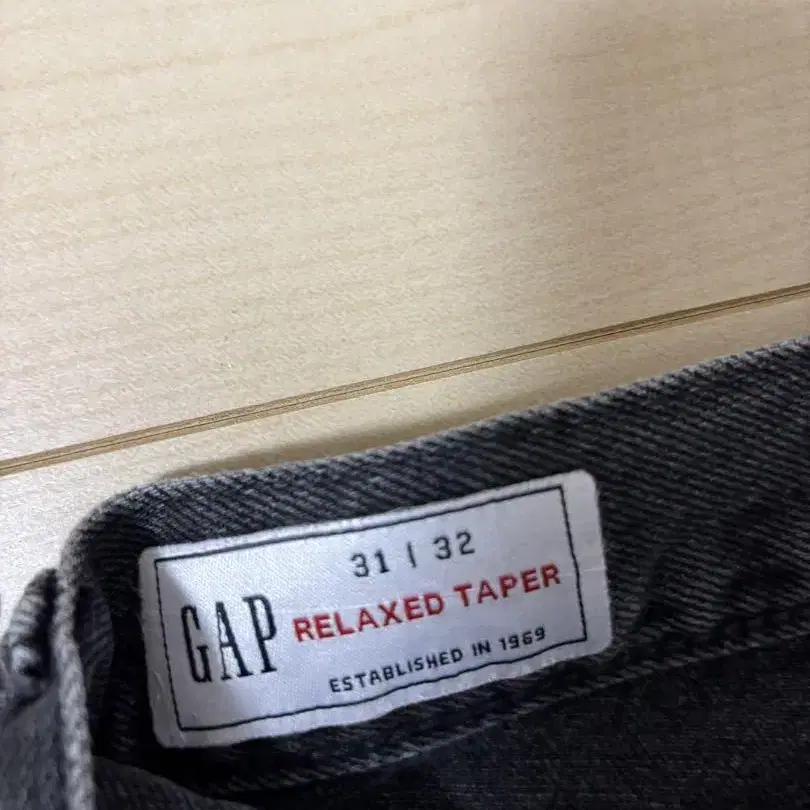 31 | 32
GAP RELAXED TAPER
ESTABLISHED IN 1969